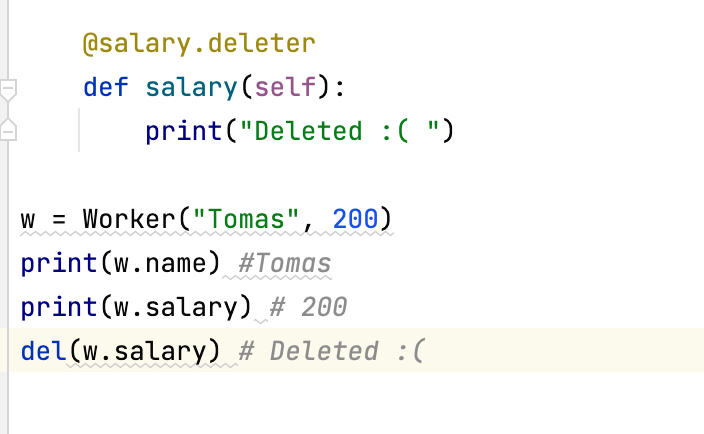 @salary.deleter
def salary(self):
print("Deleted :( ")
w = Worker("Tomas", 200)
print(w.name) #Tomas
print(w.salary) # 200
del(w.salary) # Deleted :(